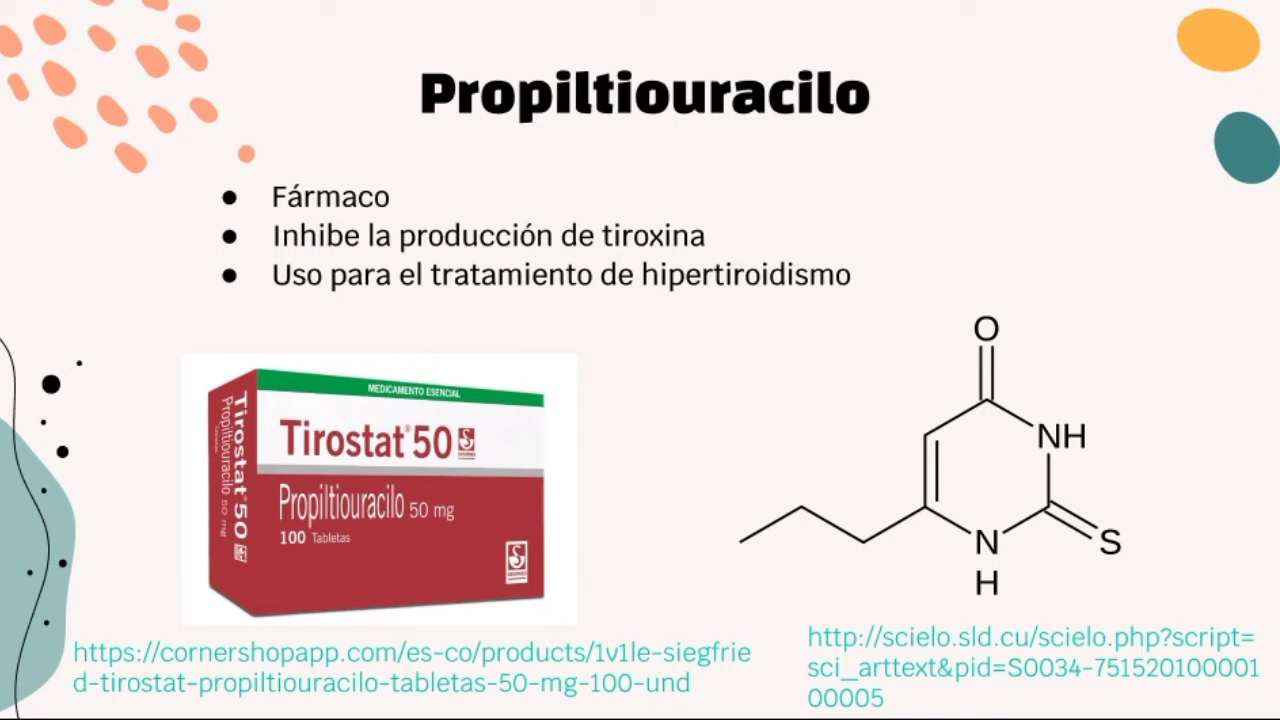 Propiltiouracilo
● Fármaco
● Inhibe la producción de tiroxina
● Uso para el tratamiento de hipertiroidismo
MEDICAMENTO ESENCIAL
Tirostat® 50
Propiltiouracilo 50 mg
100 Tabletas
Tirostat® 50
Propiltiouracilo 50 mg
O
NH
N
H
S
https://cornershopapp.com/es-co/products/1v1le-siegfrie
d-tirostat-propiltiouracilo-tabletas-50-mg-100-und
http://scielo.sld.cu/scielo.php?script=
sci_arttext&pid=S0034-751520100001
00005